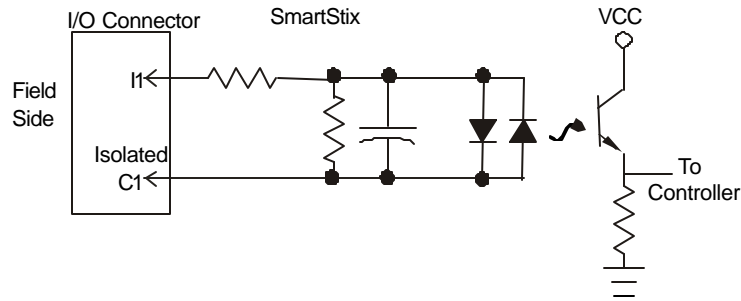 I/O Connector
SmartStix
VCC
Field
Side
I1
Isolated
C1
To
Controller